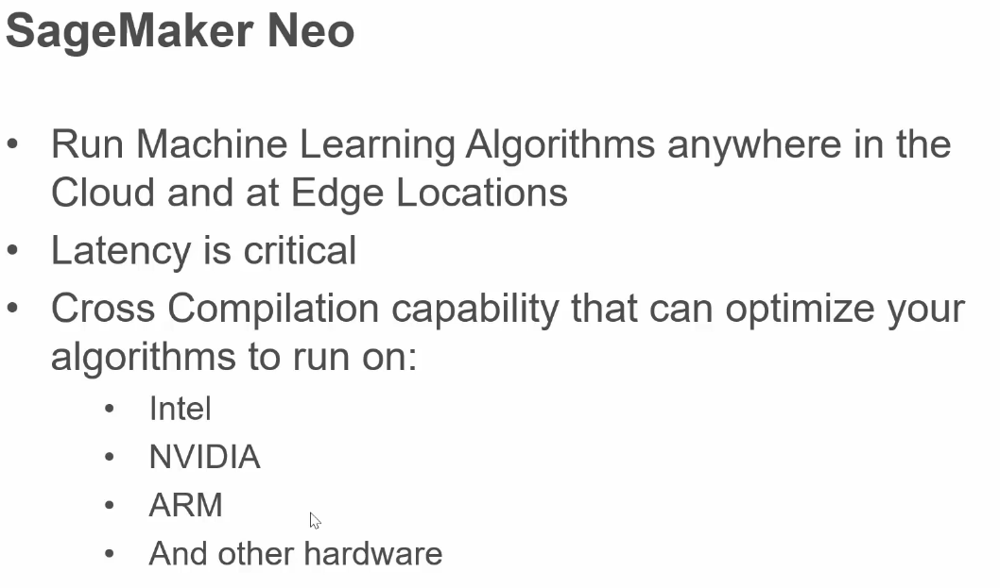 SageMaker Neo
• Run Machine Learning Algorithms anywhere in the
Cloud and at Edge Locations
• Latency is critical
• Cross Compilation capability that can optimize your
algorithms to run on:
• Intel
• NVIDIA
• ARM
• And other hardware